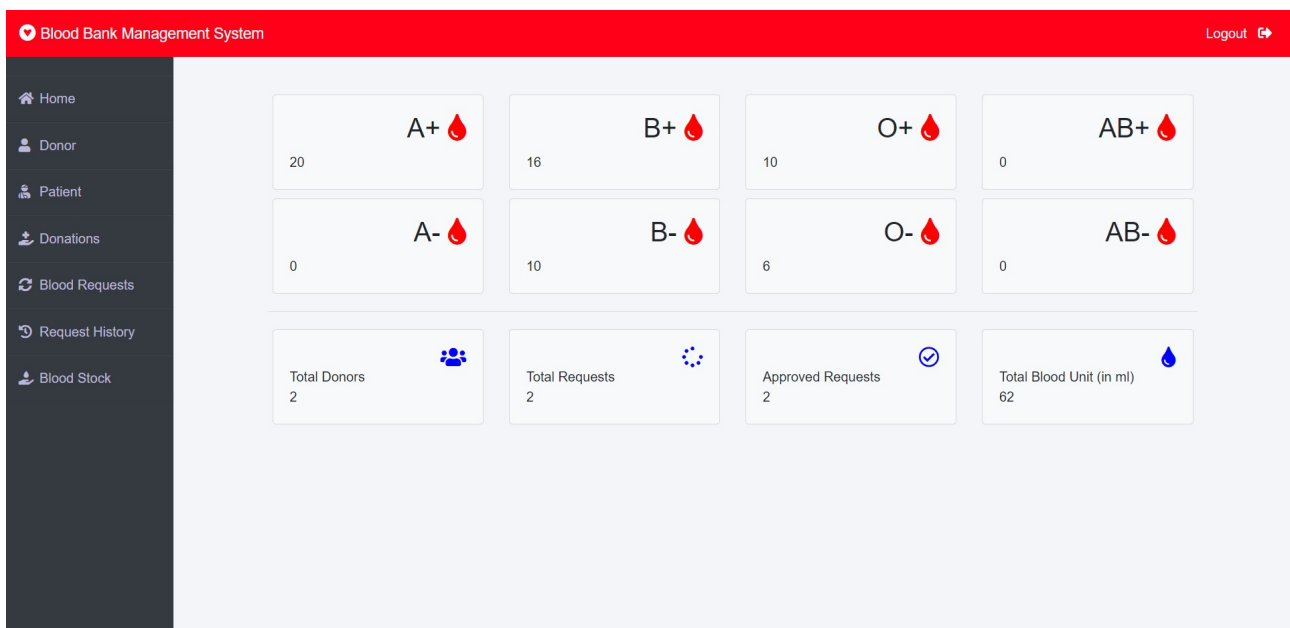 Blood Bank Management System
Logout
Home
Donor
Patient
Donations
Blood Requests
Request History
Blood Stock
A+
20
B+
16
O+
10
AB+
0
A-
0
B-
10
O-
6
AB-
0
Total Donors
2
Total Requests
2
Approved Requests
2
Total Blood Unit (in ml)
62